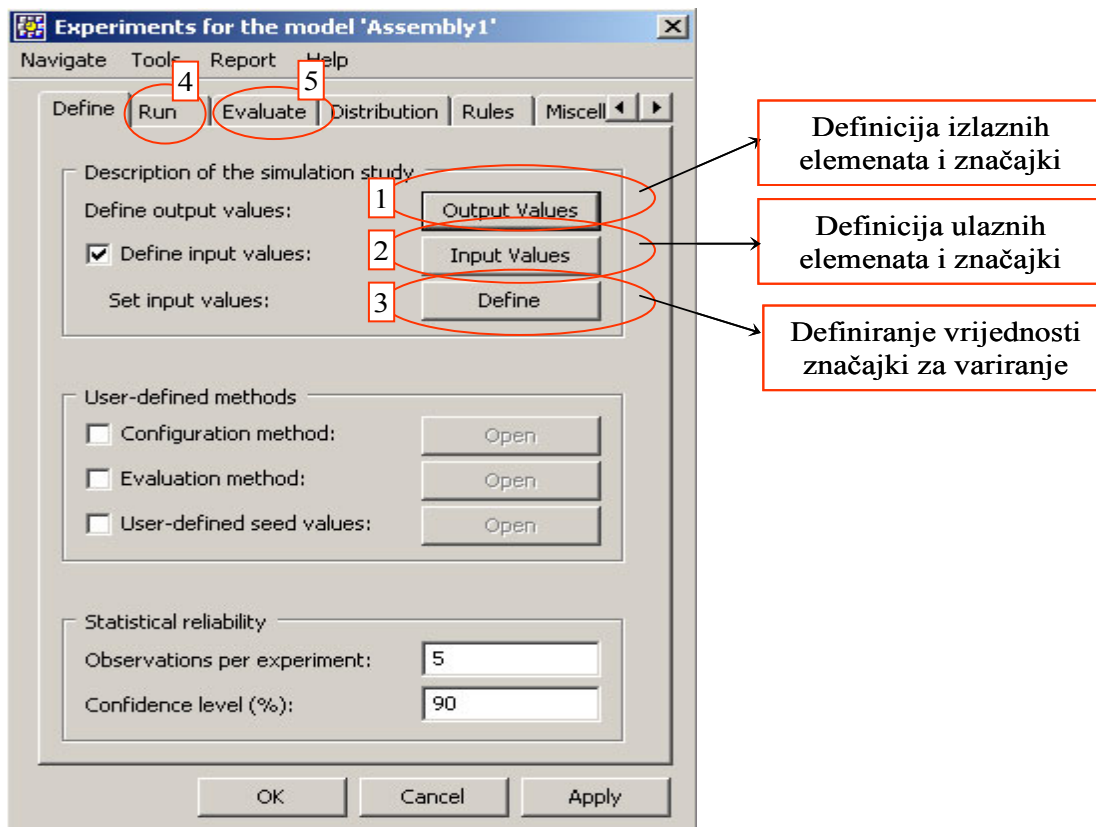 Experiments for the model 'Assembly1'
Navigate Tools Report Help
4 5
Define Run Evaluate Distribution Rules Miscell
Description of the simulation study
Define output values: 1 Output Values
Define input values: 2 Input Values
Set input values: 3 Define
User-defined methods
Configuration method: Open
Evaluation method: Open
User-defined seed values: Open
Statistical reliability
Observations per experiment: 5
Confidence level (%): 90
OK Cancel Apply
Definicija izlaznih
elemenata i značajki
Definicija ulaznih
elemenata i značajki
Definiranje vrijednosti
značajki za variranje